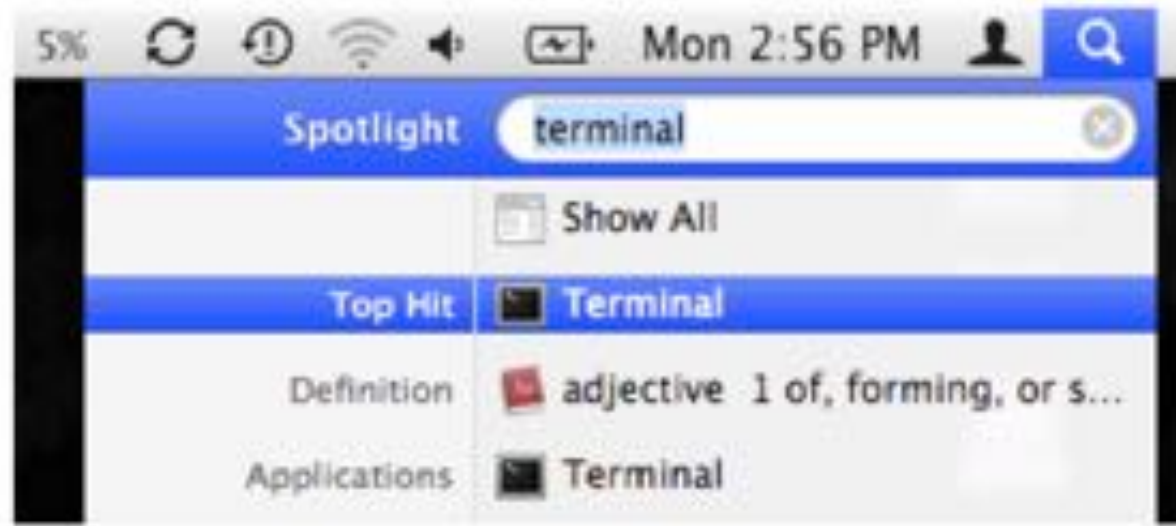 5% Mon 2:56 PM
Spotlight terminal
Show All
Top Hit Terminal
Definition adjective 1 of, forming, or s...
Applications Terminal